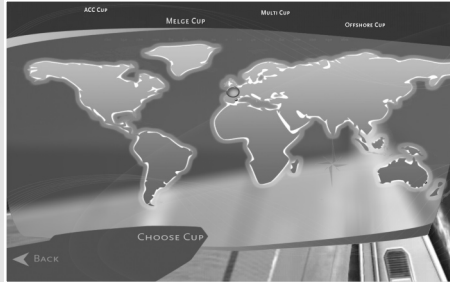 ACC Cup
Melge Cup
Multi Cup
Offshore Cup
Choose Cup
Back